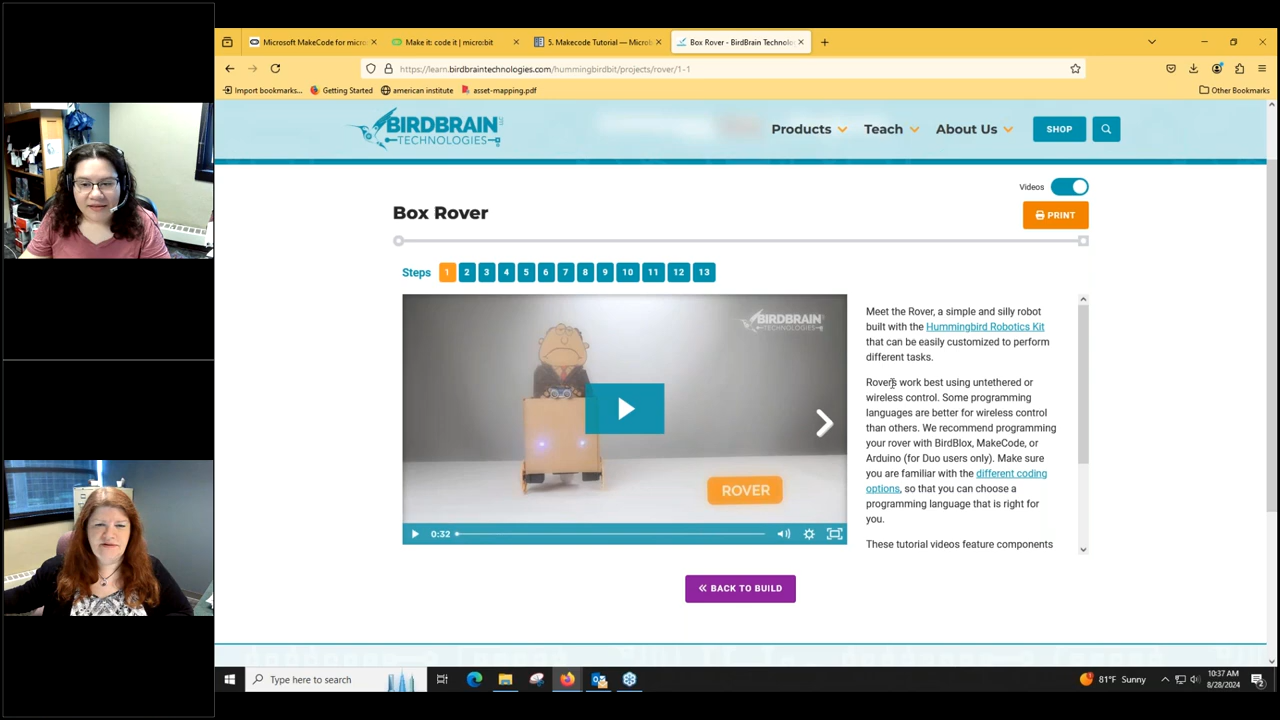 Microsoft MakeCode for micro:
Make it: code it | micro:bit
5. Makecode Tutorial — Microb
Box Rover - BirdBrain Technolo
https://learn.birdbraintechnologies.com/hummingbirdbit/projects/rover/1-1
Import bookmarks...
Getting Started
american institute
asset-mapping.pdf
Other Bookmarks
BIRDBRAIN
TECHNOLOGIES
LLC
Products
Teach
About Us
SHOP
Videos
Box Rover
PRINT
Steps 1 2 3 4 5 6 7 8 9 10 11 12 13
BIRDBRAIN
TECHNOLOGIES
ROVER
0:32
Meet the Rover, a simple and silly robot
built with the Hummingbird Robotics Kit
that can be easily customized to perform
different tasks.
Rovers work best using untethered or
wireless control. Some programming
languages are better for wireless control
than others. We recommend programming
your rover with BirdBlox, MakeCode, or
Arduino (for Duo users only). Make sure
you are familiar with the different coding
options, so that you can choose a
programming language that is right for
you.
These tutorial videos feature components
BACK TO BUILD
Type here to search
81°F Sunny
10:37 AM
8/28/2024
2